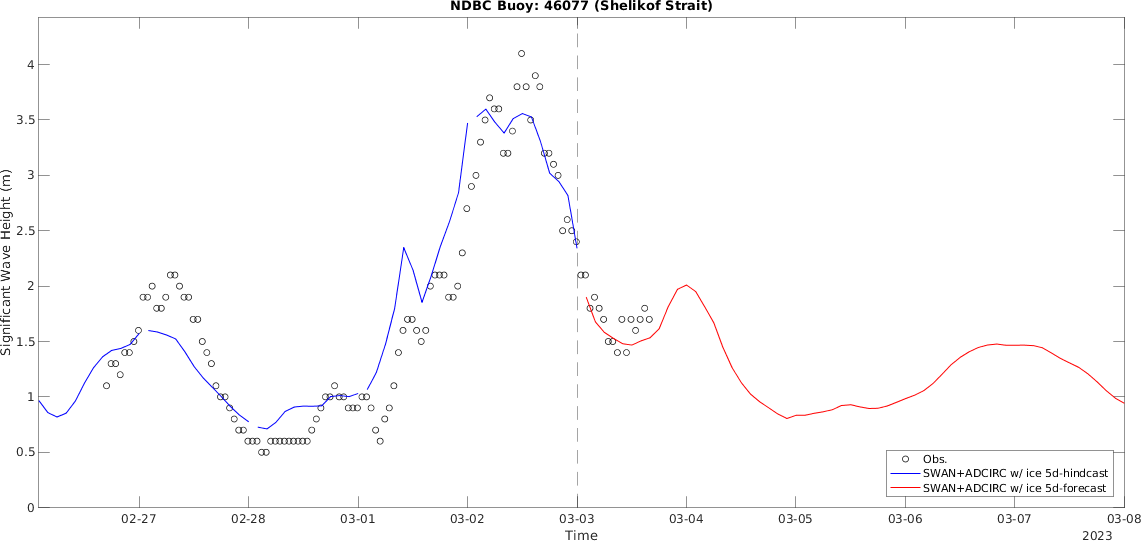 NDBC Buoy: 46077 (Shelikof Strait)
Significant Wave Height (m)
4
3.5
3
2.5
2
1.5
1
0.5
0
Obs.
SWAN+ADCIRC w/ ice 5d-hindcast
SWAN+ADCIRC w/ ice 5d-forecast
02-27 02-28 03-01 03-02 03-03 03-04 03-05 03-06 03-07 03-08
Time
2023